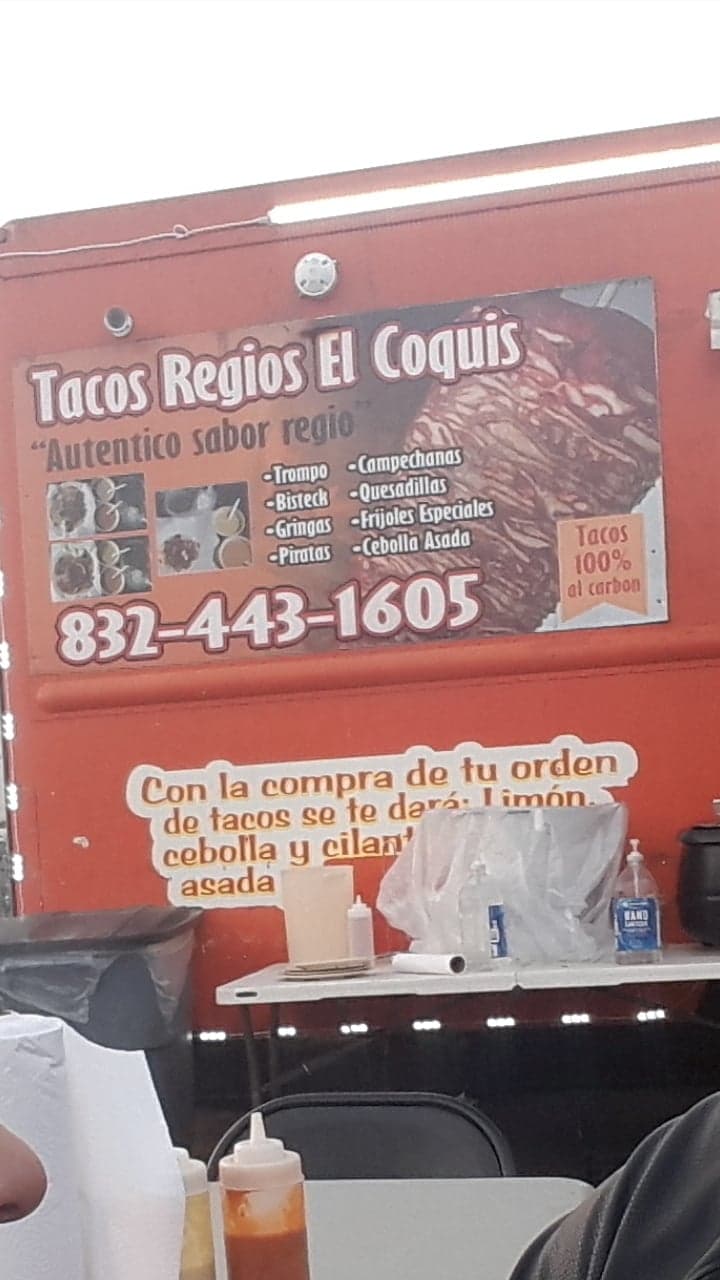 Tacos Regios El Coquis
"Autentico sabor regio"
-Trompo
-Bisteck
-Gringas
-Piratas
-Campechanas
-Quesadillas
-Frijoles Especiales
-Cebolla Asada
Tacos
100%
al carbon
832-443-1605
Con la compra de tu orden
de tacos se te dará: Limón,
cebolla y
asada
HAND
SANITIZER